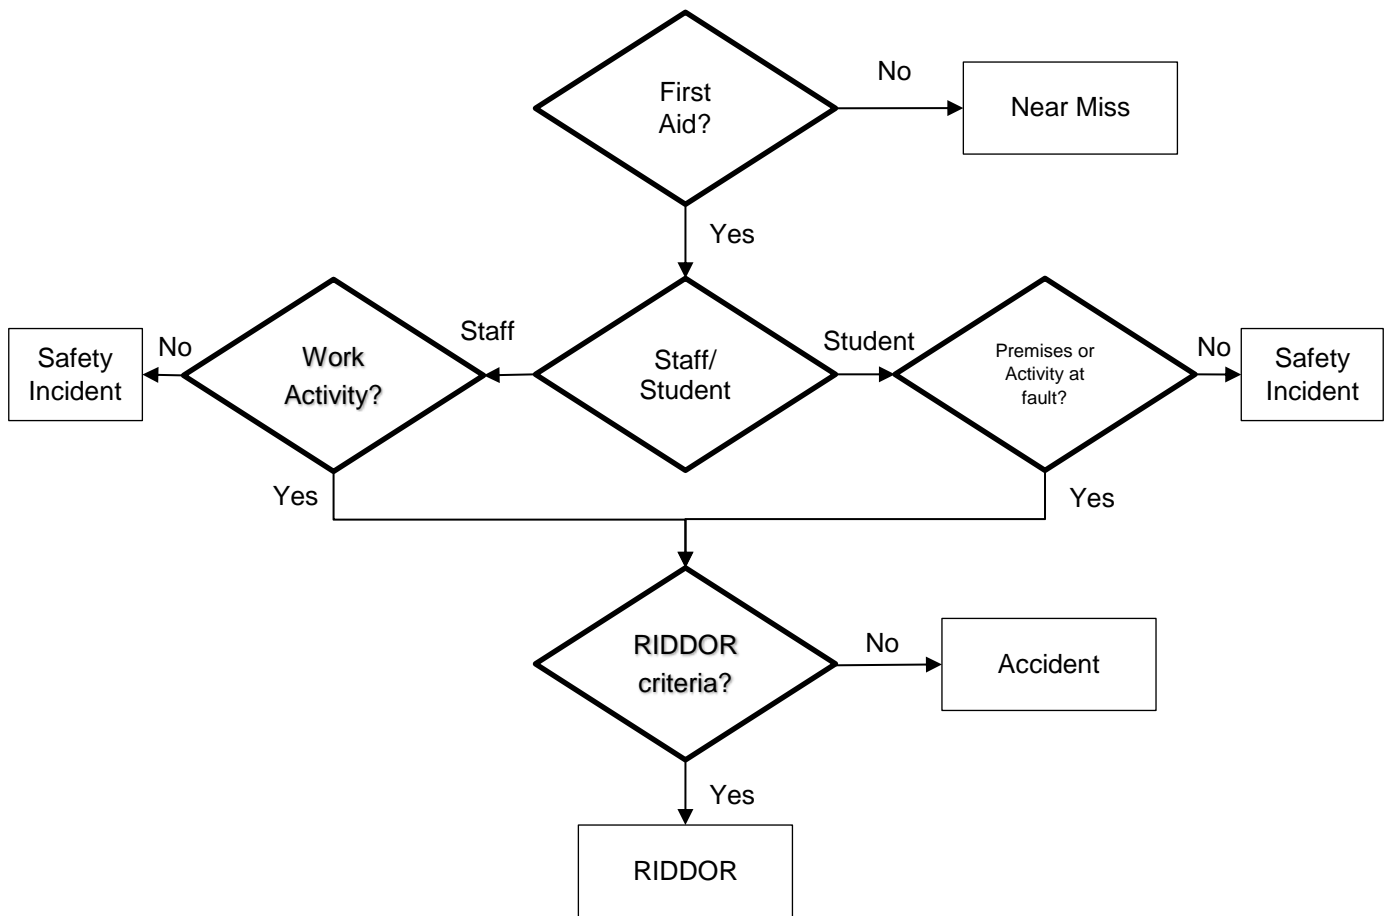 First
Aid?
No
Near Miss
Yes
Safety
Incident
No
Work
Activity?
Staff
Staff/
Student
Student
Premises or
Activity at
fault?
No
Safety
Incident
Yes
Yes
RIDDOR
criteria?
No
Accident
Yes
RIDDOR